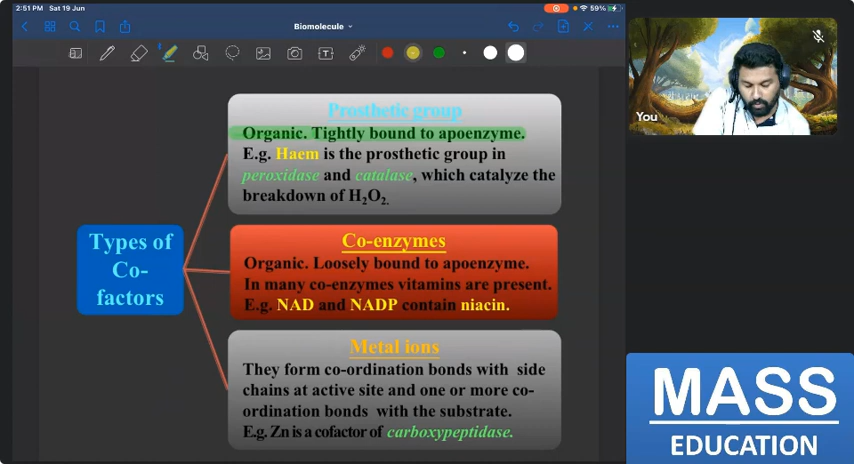 2:51 PM Sat 19 Jun
59%
Biomolecule
Prosthetic group
Organic. Tightly bound to apoenzyme.
E.g. Haem is the prosthetic group in
peroxidase and catalase, which catalyze the
breakdown of H₂O₂.
Types of
Co-
factors
Co-enzymes
Organic. Loosely bound to apoenzyme.
In many co-enzymes vitamins are present.
E.g. NAD and NADP contain niacin.
Metal ions
They form co-ordination bonds with side
chains at active site and one or more co-
ordination bonds with the substrate.
E.g. Zn is a cofactor of carboxypeptidase.
You
MASS
EDUCATION